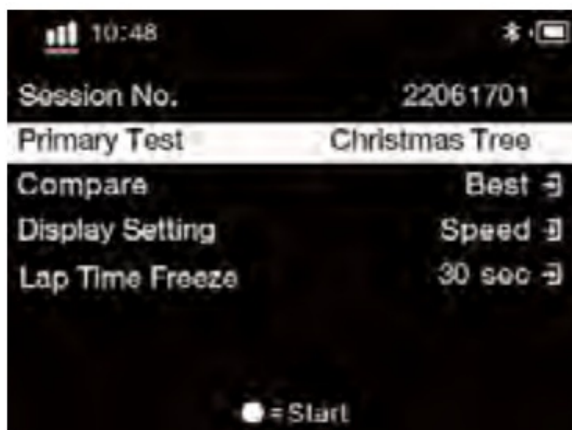 10:48
Session No. 22061701
Primary Test Christmas Tree
Compare Best
Display Setting Speed
Lap Time Freeze 30 sec
=Start